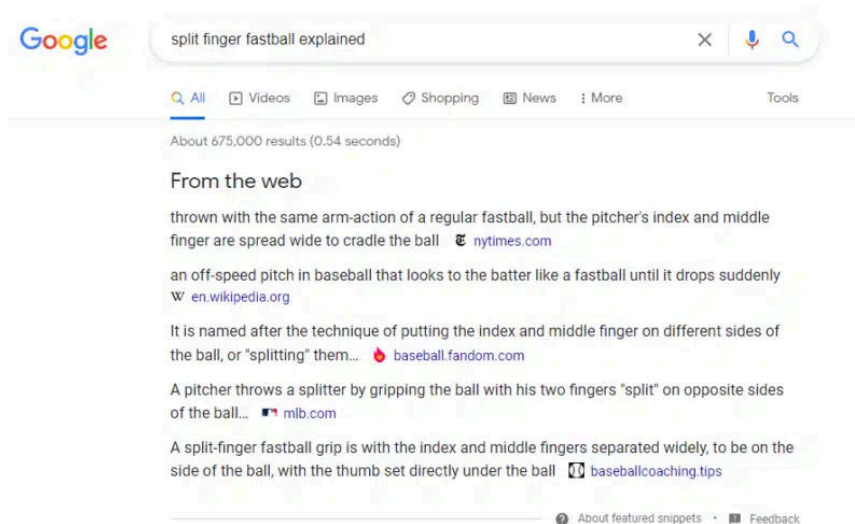 Google
split finger fastball explained
All Videos Images Shopping News More Tools
About 675,000 results (0.54 seconds)
From the web
thrown with the same arm-action of a regular fastball, but the pitcher's index and middle
finger are spread wide to cradle the ball nytimes.com
an off-speed pitch in baseball that looks to the batter like a fastball until it drops suddenly
W en.wikipedia.org
It is named after the technique of putting the index and middle finger on different sides of
the ball, or "splitting" them... baseball.fandom.com
A pitcher throws a splitter by gripping the ball with his two fingers "split" on opposite sides
of the ball... mlb.com
A split-finger fastball grip is with the index and middle fingers separated widely, to be on the
side of the ball, with the thumb set directly under the ball baseballcoaching.tips
About featured snippets • Feedback